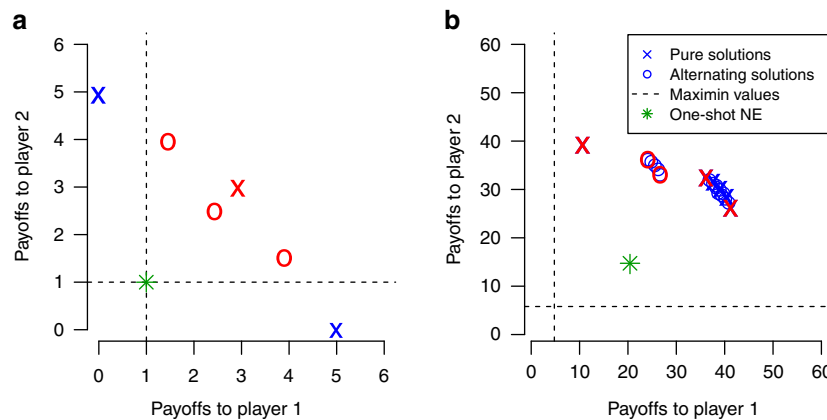 a
6
5
4
3
2
1
0
Payoffs to player 2
0 1 2 3 4 5 6
Payoffs to player 1
b
60
50
40
30
20
10
0
Payoffs to player 2
0 10 20 30 40 50 60
Payoffs to player 1
Pure solutions
Alternating solutions
Maximin values
One-shot NE